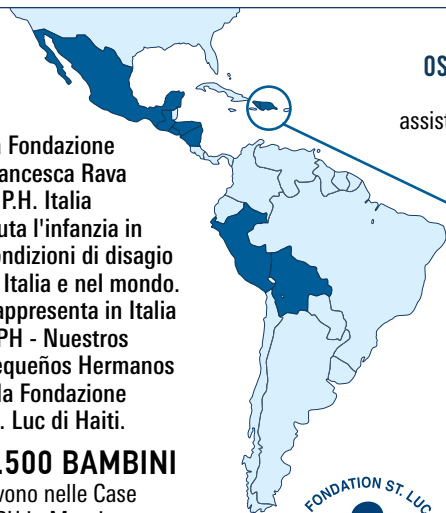 OS
assist
Fondazione
ancesca Rava
P.H. Italia
uta l'infanzia in
ondizioni di disagio
Italia e nel mondo.
appresenta in Italia
PH - Nuestros
equeños Hermanos
la Fondazione
. Luc di Haiti.
.500 BAMBINI
vono nelle Case
FONDATION ST. LUC